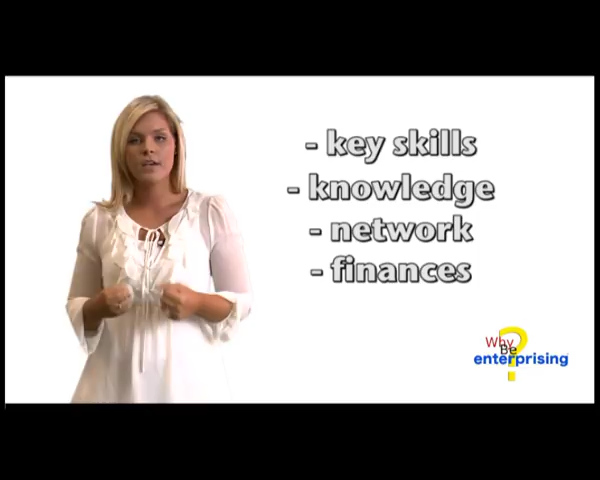 - key skills
- knowledge
- network
- finances
Why
Be
enterprising
?